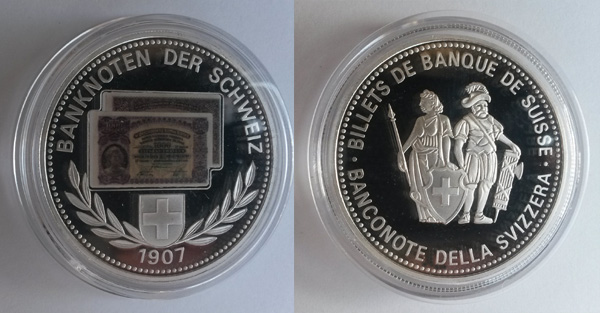 BANKNOTEN DER SCHWEIZ
1907
· BILLETS DE BANQUE DE SUISSE ·
BANCONOTE DELLA SVIZZERA